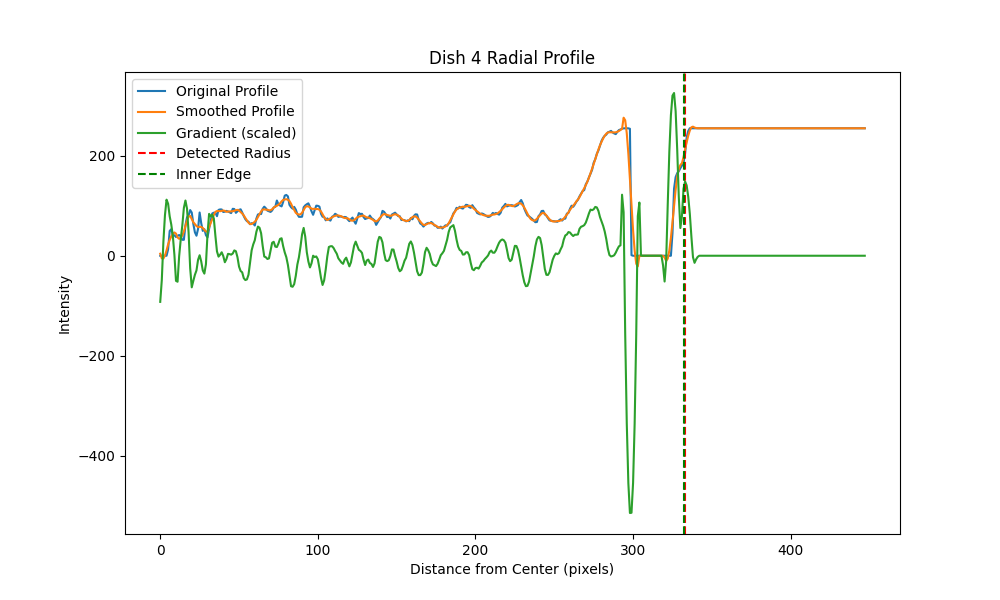 Dish 4 Radial Profile
Original Profile
Smoothed Profile
Gradient (scaled)
Detected Radius
Inner Edge
200
0
−200
−400
Intensity
0 100 200 300 400
Distance from Center (pixels)